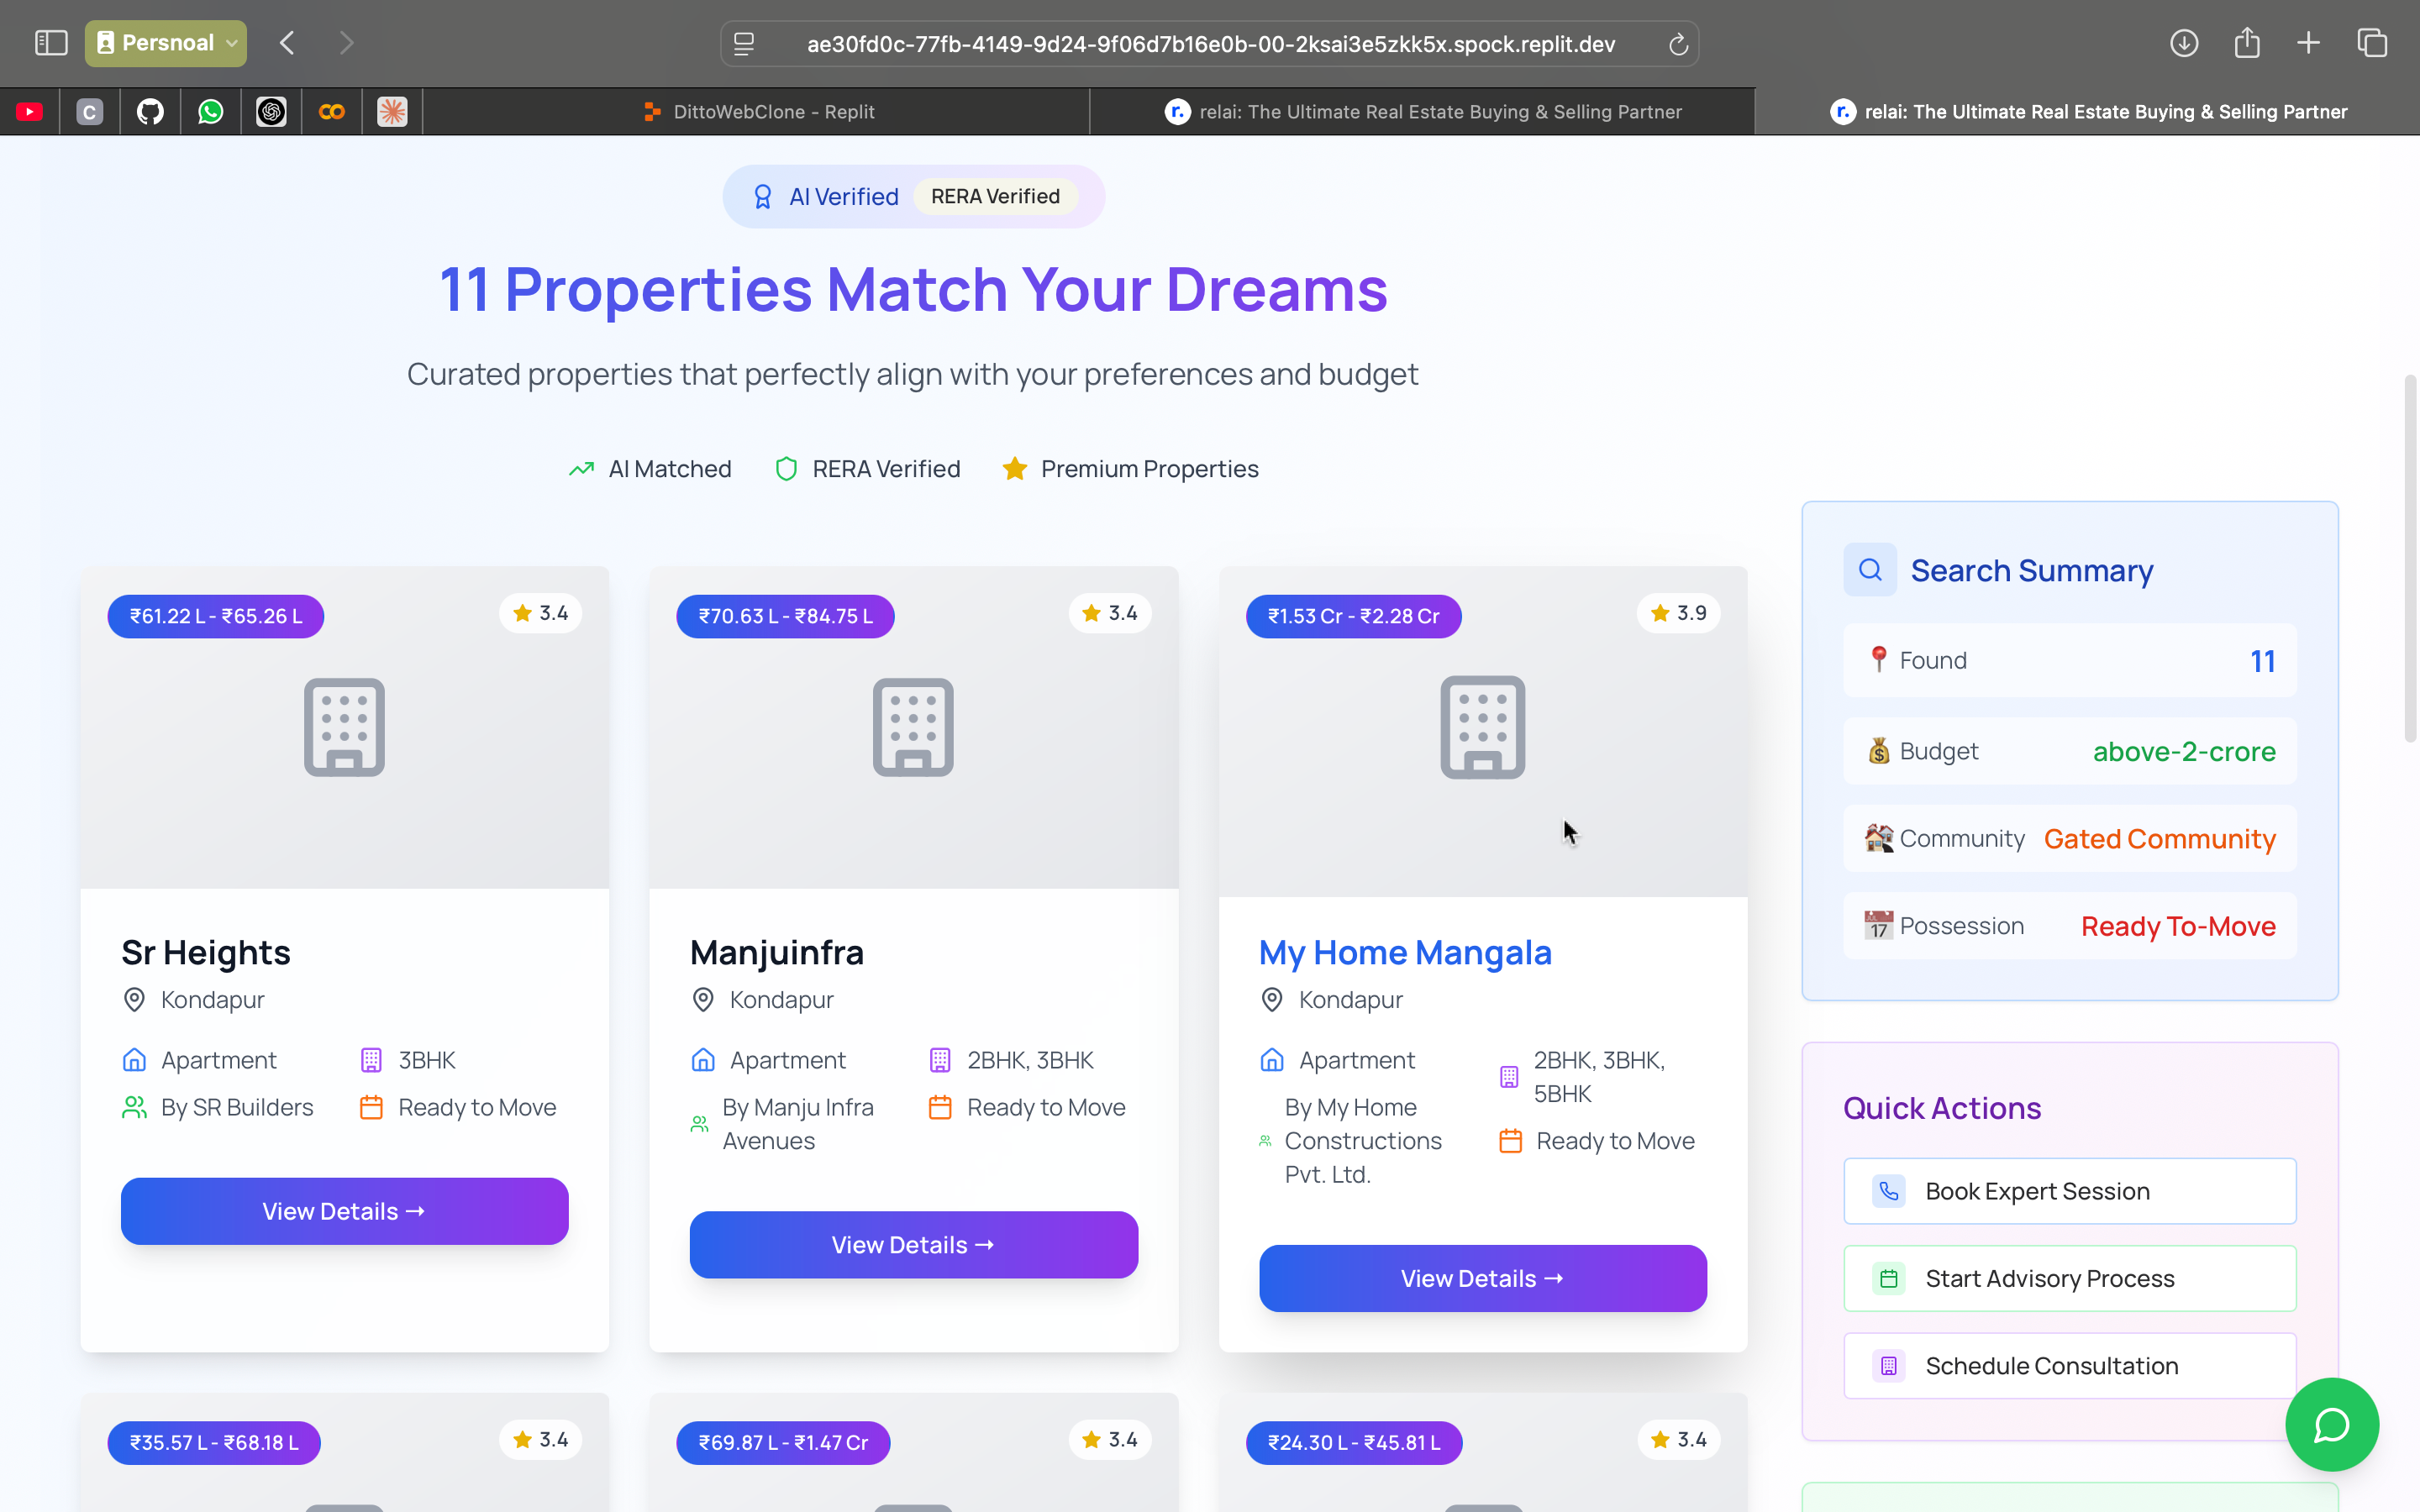 Persnoal
ae30fd0c-77fb-4149-9d24-9f06d7b16e0b-00-2ksai3e5zkk5x.spock.replit.dev
C
DittoWebClone - Replit
r. relai: The Ultimate Real Estate Buying & Selling Partner
r. relai: The Ultimate Real Estate Buying & Selling Partner
AI Verified RERA Verified
11 Properties Match Your Dreams
Curated properties that perfectly align with your preferences and budget
AI Matched RERA Verified Premium Properties
₹61.22 L - ₹65.26 L 3.4
Sr Heights
Kondapur
Apartment 3BHK
By SR Builders Ready to Move
View Details →
₹70.63 L - ₹84.75 L 3.4
Manjuinfra
Kondapur
Apartment 2BHK, 3BHK
By Manju Infra
Avenues
Ready to Move
View Details →
₹1.53 Cr - ₹2.28 Cr 3.9
My Home Mangala
Kondapur
Apartment
2BHK, 3BHK,
5BHK
By My Home
Constructions
Pvt. Ltd.
Ready to Move
View Details →
₹35.57 L - ₹68.18 L 3.4
₹69.87 L - ₹1.47 Cr 3.4
₹24.30 L - ₹45.81 L 3.4
Search Summary
Found 11
Budget above-2-crore
Community Gated Community
17 Possession Ready To-Move
Quick Actions
Book Expert Session
Start Advisory Process
Schedule Consultation